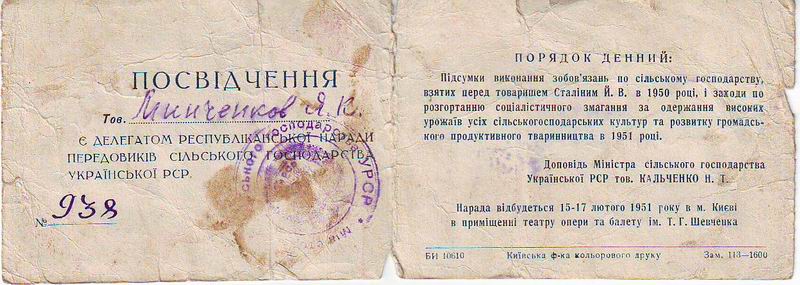 ПОСВІДЧЕННЯ
Тов. Минченков Я. К.
Є ДЕЛЕГАТОМ РЕСПУБЛІКАНСЬКОЇ НАРАДИ
ПЕРЕДОВИКІВ СІЛЬСЬКОГО ГОСПОДАРСТВА
УКРАЇНСЬКОЇ РСР.
№ 938
сільського господарства УРСР
ПОРЯДОК ДЕННИЙ:
Підсумки виконання зобов'язань по сільському господарству,
взятих перед товаришем Сталіним Й. В. в 1950 році, і заходи по
розгортанню соціалістичного змагання за одержання високих
урожаїв усіх сільськогосподарських культур та розвитку громадсь-
кого продуктивного тваринництва в 1951 році.
Доповідь Міністра сільського господарства
Української РСР тов. КАЛЬЧЕНКО Н. Т.
Нарада відбудеться 15-17 лютого 1951 року в м. Києві
в приміщенні театру опери та балету ім. Т. Г. Шевченка
БИ 10610 Київська ф-ка кольорового друку Зам. 113—1600